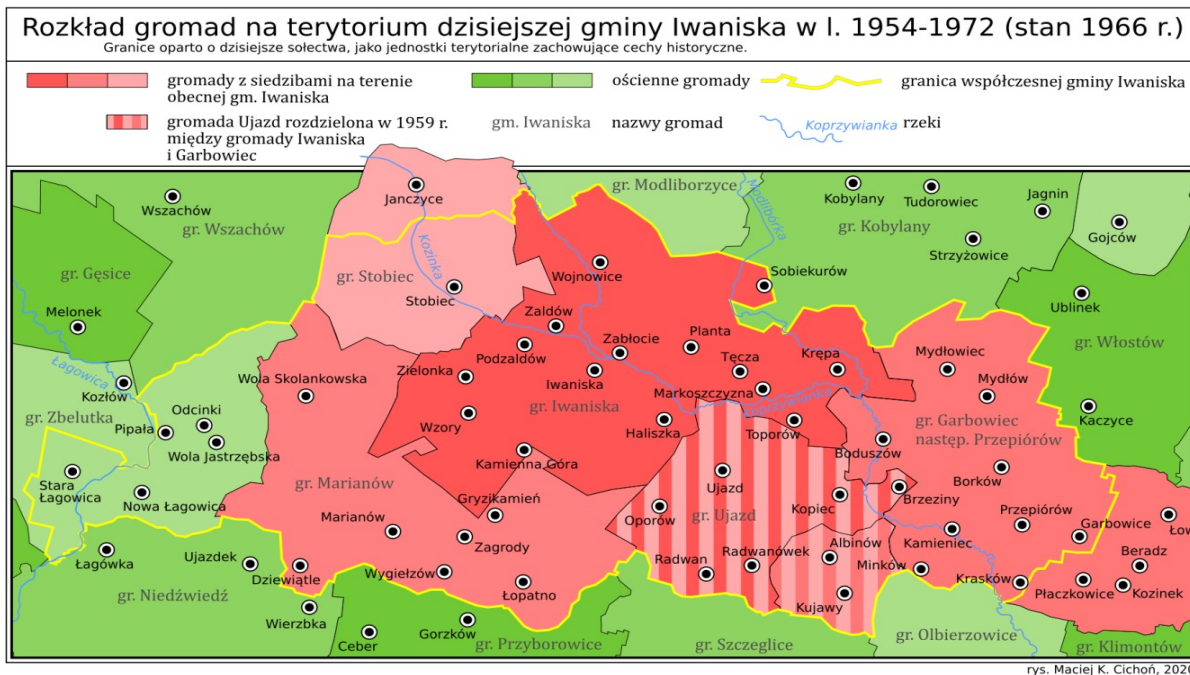 Rozkład gromad na terytorium dzisiejszej gminy Iwaniska w l. 1954-1972 (stan 1966 r.)
Granice oparto o dzisiejsze sołectwa, jako jednostki terytorialne zachowujące cechy historyczne.
gromady z siedzibami na terenie
obecnej gm. Iwaniska
ościenne gromady
granica współczesnej gminy Iwaniska
gromada Ujazd rozdzielona w 1959 r.
między gromady Iwaniska
i Garbowiec
gm. Iwaniska
nazwy gromad
Koprzywianka
rzeki
Wszachów
gr. Wszachów
Janczyce
gr. Modliborzyce
Modlibórka
Kobylany
Tudorowiec
Jagnin
gr. Kobylany
Gojców
Strzyżowice
gr. Gęsice
Kozinka
gr. Stobiec
Stobiec
Wojnowice
Sobiekurów
Ublinek
Melonek
Zaldów
Zabłocie
Planta
gr. Włostów
Łagowica
Kozłów
Podzaldów
Zielonka
Iwaniska
Tęcza
Krępa
Mydłowiec
Mydłów
Wola Skolankowska
gr. Iwaniska
Markoszczyzna
Koprzywianka
gr. Zbelutka
Odcinki
Pipała
Wola Jastrzębska
Wzory
Haliszka
Toporów
gr. Garbowiec
następ. Przepiórów
Kaczyce
Boduszów
Kamienna Góra
Stara
Łagowica
Nowa Łagowica
gr. Marianów
Gryzikamień
Ujazd
Borków
Brzeziny
Marianów
Oporów
gr. Ujazd
Kopiec
Przepiórów
Garbowice
Zagrody
Albinów
Kamieniec
Łagówka
Ujazdek
Dziewiątle
Wygiełzów
Radwan
Radwanówek
Minków
Beradz
Łopatno
Kujawy
Krasków
Płaczkowice
Kozinek
gr. Niedźwiedź
Wierzbka
Ceber
Gorzków
gr. Przyborowice
gr. Szczeglice
gr. Olbierzowice
gr. Klimontów
rys. Maciej K. Cichoń, 2020